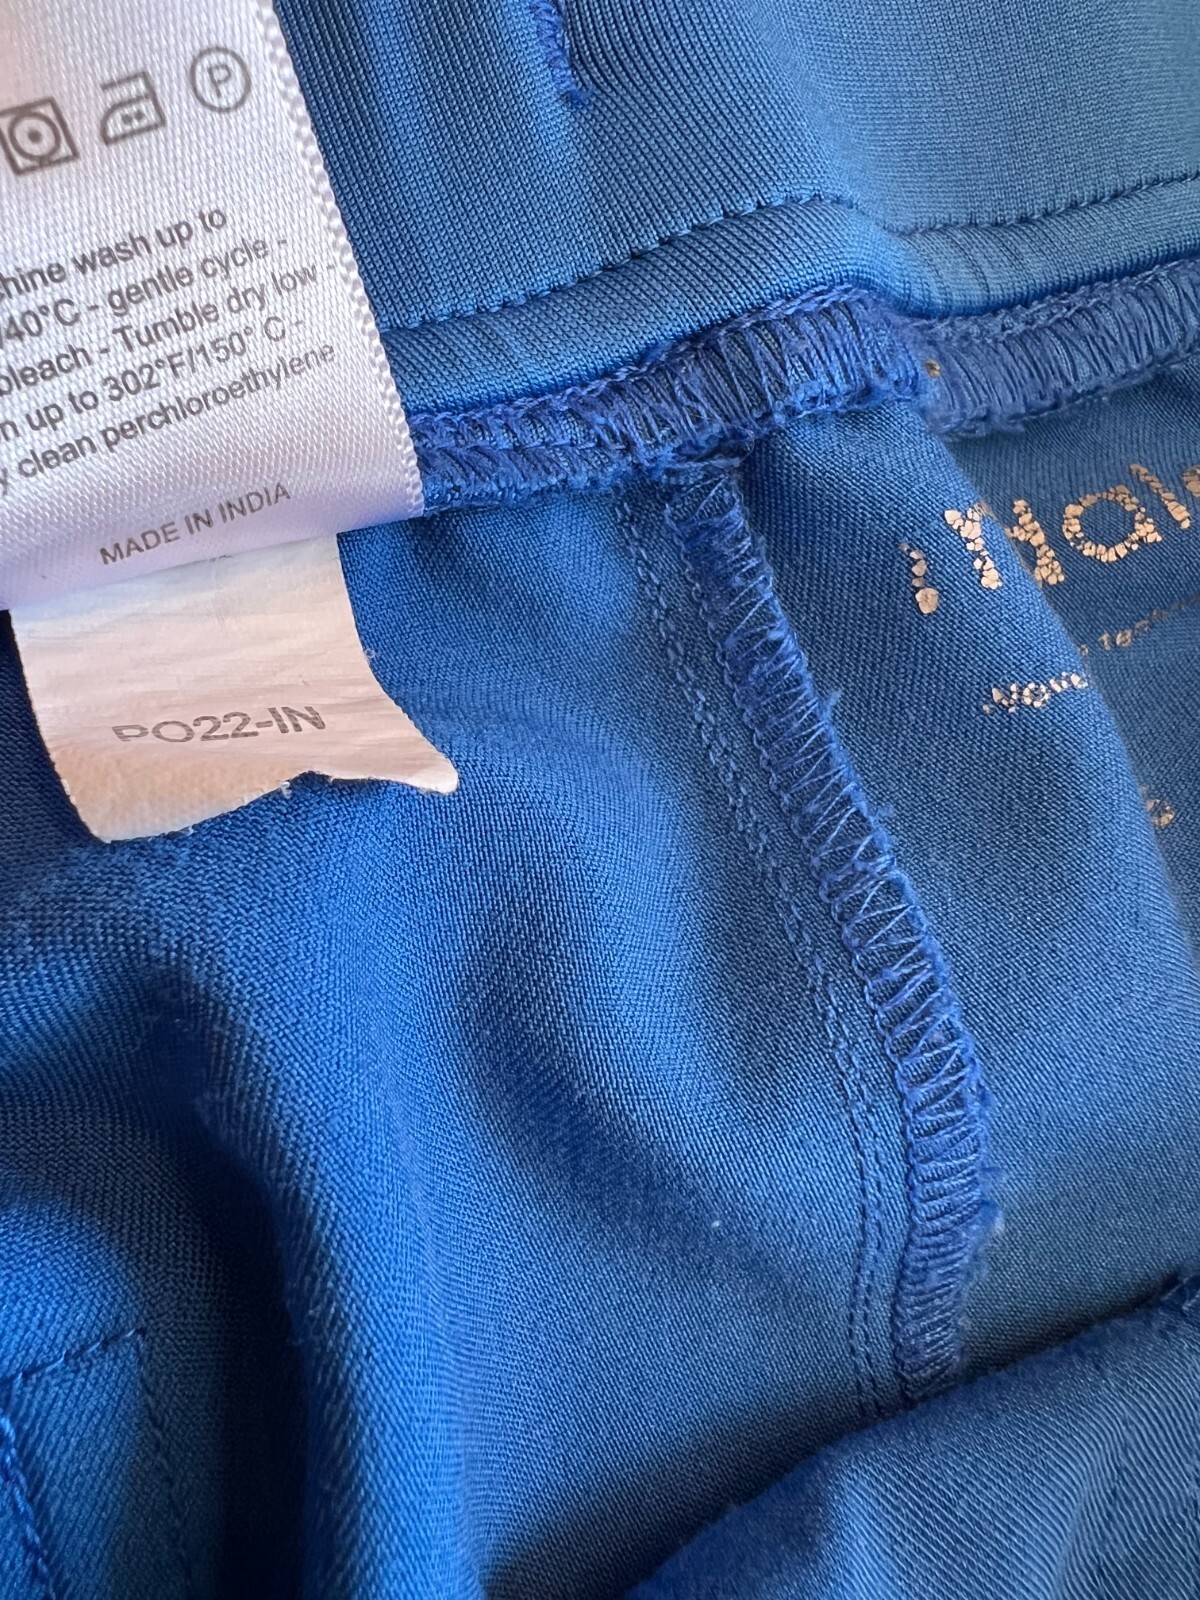 P
hine wash up to
/40°C - gentle cycle -
bleach - Tumble dry low -
n up to 302°F/150° C -
y clean perchloroethylene
MADE IN INDIA
PO22-IN